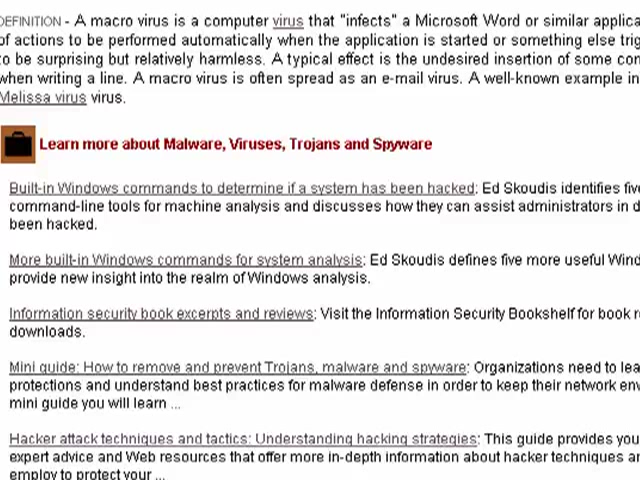 DEFINITION - A macro virus is a computer virus that "infects" a Microsoft Word or similar
of actions to be performed automatically when the application is started or something else
to be surprising but relatively harmless. A typical effect is the undesired insertion of some
when writing a line. A macro virus is often spread as an e-mail virus. A well-known example in
Melissa virus virus.
Learn more about Malware, Viruses, Trojans and Spyware
Built-in Windows commands to determine if a system has been hacked: Ed Skoudis identifies
command-line tools for machine analysis and discusses how they can assist administrators in
been hacked.
More built-in Windows commands for system analysis: Ed Skoudis defines five more useful
provide new insight into the realm of Windows analysis.
Information security book excerpts and reviews: Visit the Information Security Bookshelf for book
downloads.
Mini guide: How to remove and prevent Trojans, malware and spyware: Organizations need to
protections and understand best practices for malware defense in order to keep their network
mini guide you will learn ...
Hacker attack techniques and tactics: Understanding hacking strategies: This guide provides you
expert advice and Web resources that offer more in-depth information about hacker techniques
employ to protect your ...